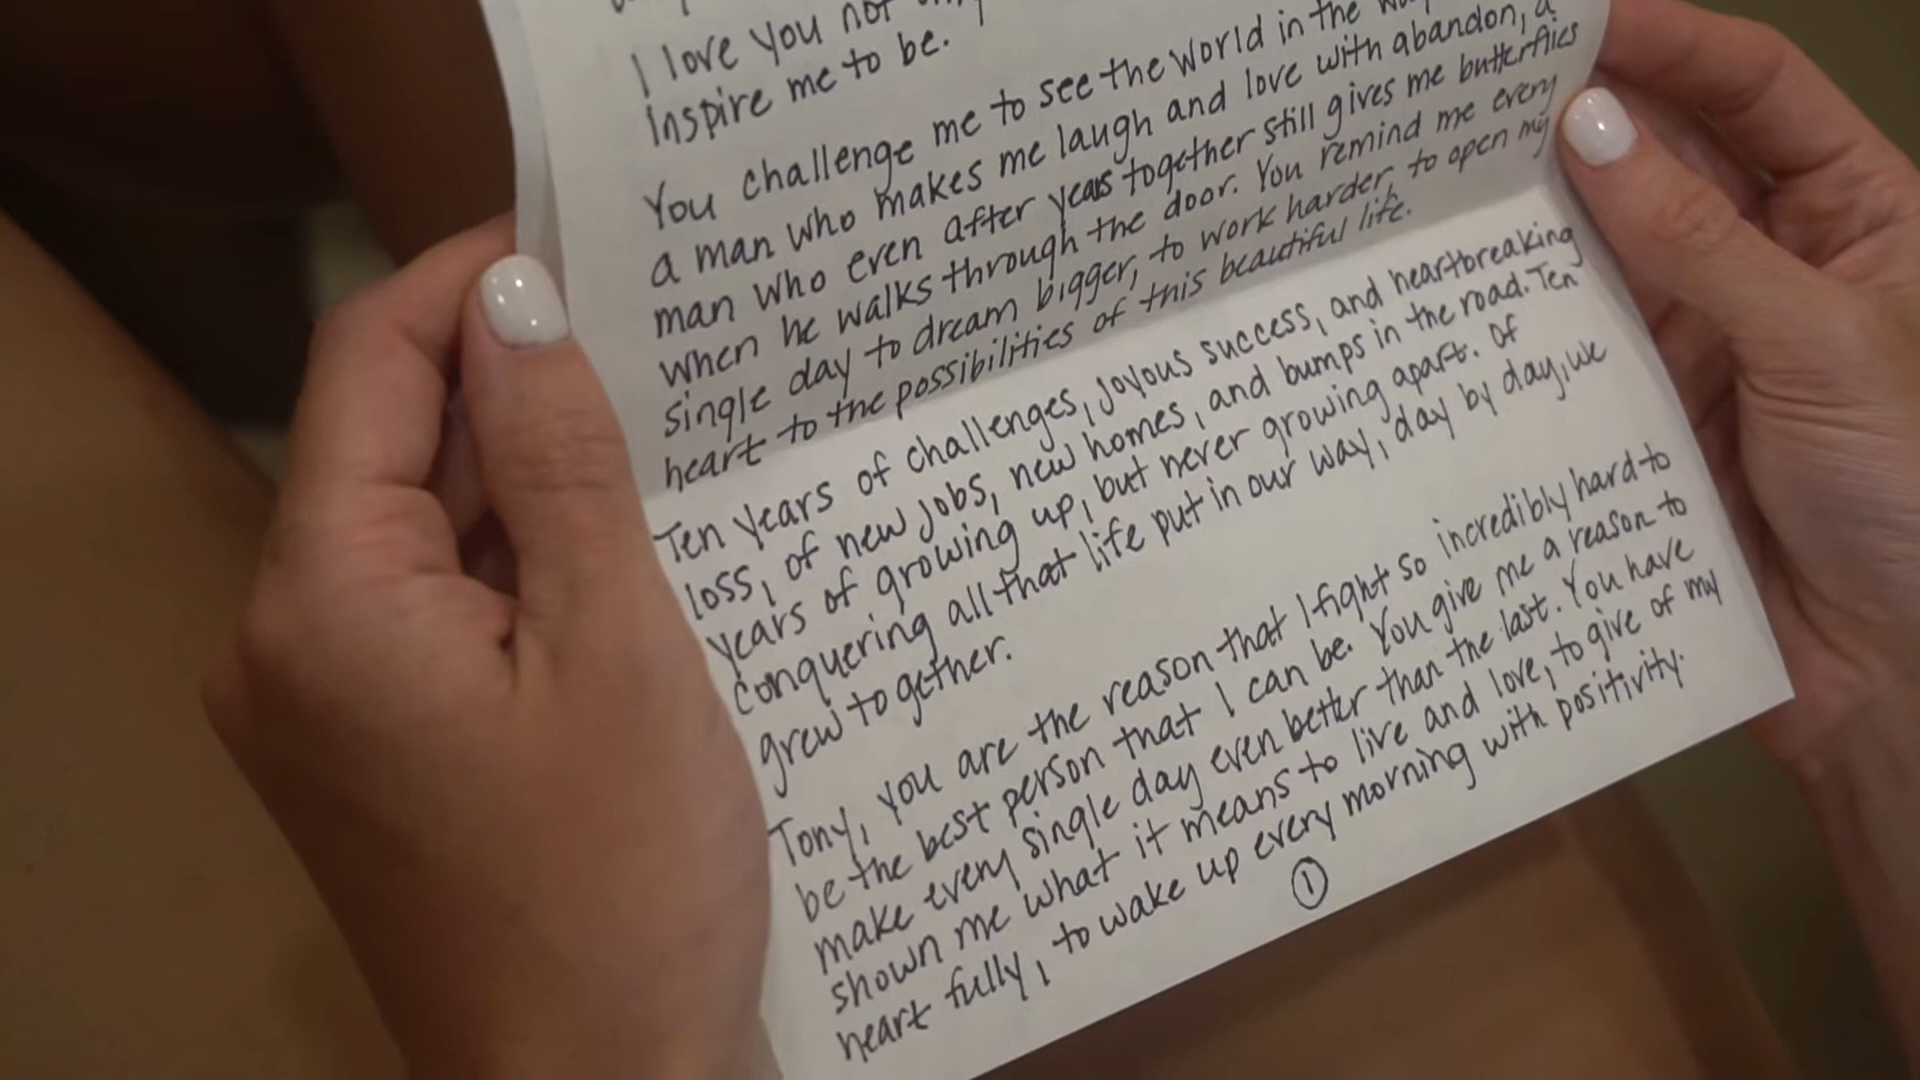 I love you not
inspire me to be.
You challenge me to see the world in the
a man who makes me laugh and love with abandon, a
man who even after years together still gives me butterflies
when he walks through the door. You remind me every
single day to dream bigger, to work harder, to open my
heart to the possibilities of this beautiful life.
Ten years of challenges, joyous success, and heartbreaking
loss, of new jobs, new homes, and bumps in the road. Ten
years of growing up, but never growing apart. Of
conquering all that life put in our way, day by day, we
grew together.
Tony, you are the reason that I fight so incredibly hard to
be the best person that I can be. You give me a reason to
make every single day even better than the last. You have
shown me what it means to live and love, to give of my
heart fully, to wake up every morning with positivity.
1